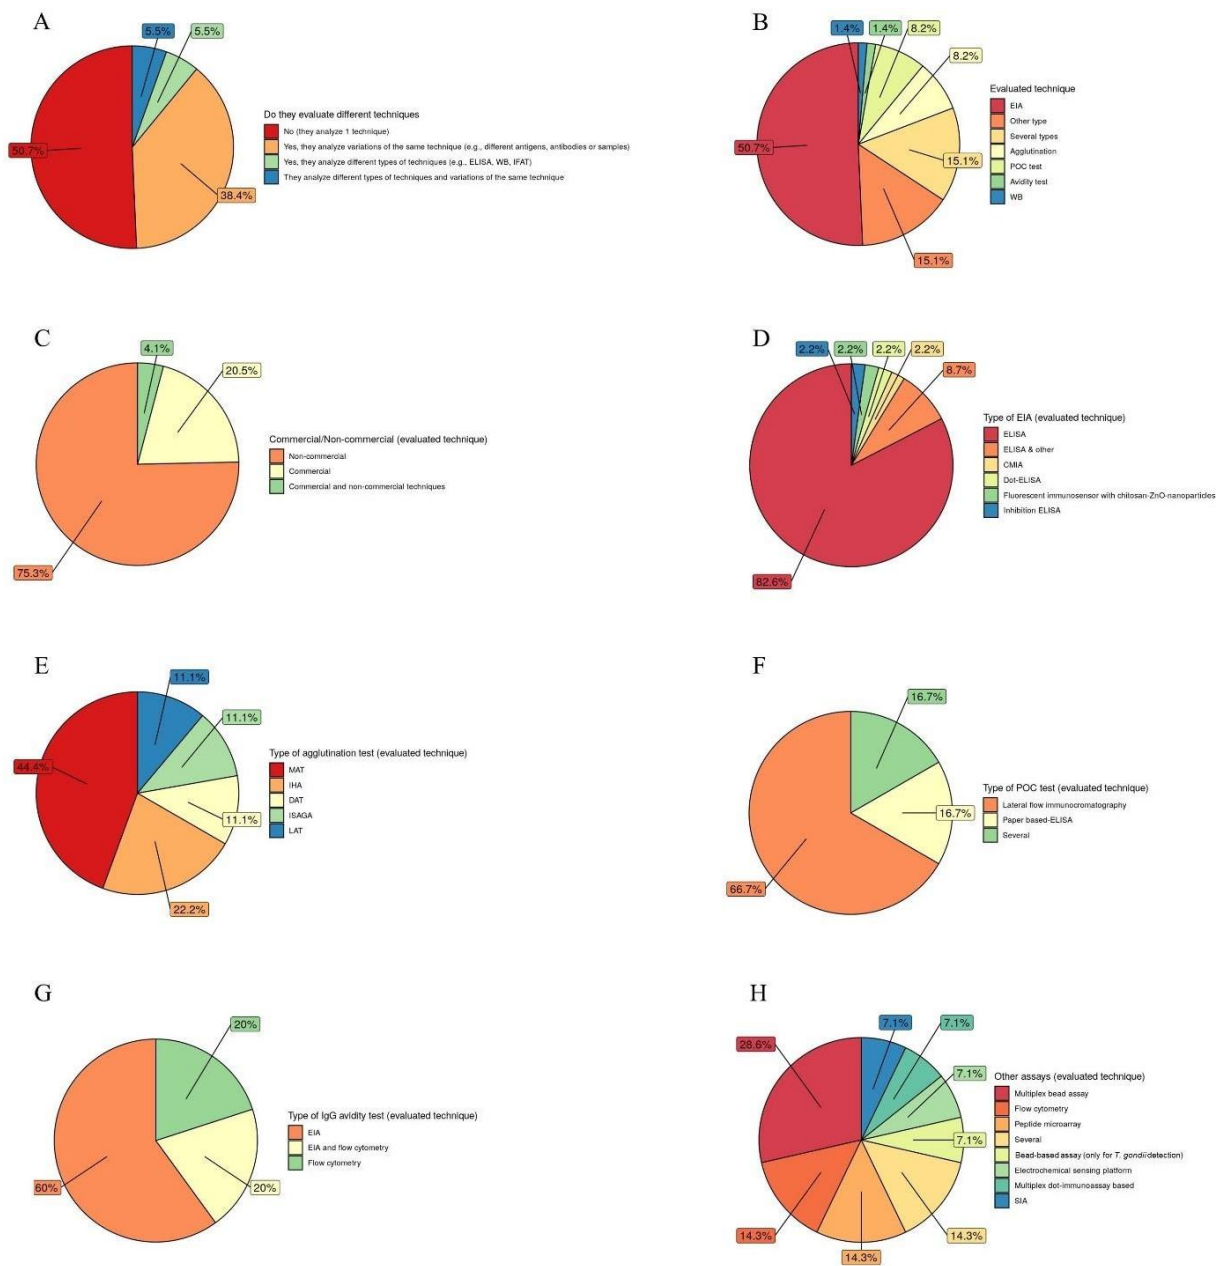 A
5.5%
5.5%
50.7%
38.4%
Do they evaluate different techniques
No (they analyze 1 technique)
Yes, they analyze variations of the same technique (e.g., different antigens, antibodies or samples)
Yes, they analyze different types of techniques (e.g., ELISA, WB, IFAT)
They analyze different types of techniques and variations of the same technique
B
1.4%
1.4%
8.2%
8.2%
50.7%
15.1%
15.1%
Evaluated technique
EIA
Other type
Several types
Agglutination
POC test
Avidity test
WB
C
4.1%
20.5%
75.3%
Commercial/Non-commercial (evaluated technique)
Non-commercial
Commercial
Commercial and non-commercial techniques
D
2.2%
2.2%
2.2%
2.2%
8.7%
82.6%
Type of EIA (evaluated technique)
ELISA
ELISA & other
CMIA
Dot-ELISA
Fluorescent immunosensor with chitosan-ZnO-nanoparticles
Inhibition ELISA
E
11.1%
11.1%
44.4%
11.1%
22.2%
Type of agglutination test (evaluated technique)
MAT
IHA
DAT
ISAGA
LAT
F
16.7%
16.7%
66.7%
Type of POC test (evaluated technique)
Lateral flow immunocromatography
Paper based-ELISA
Several
G
20%
60%
20%
Type of IgG avidity test (evaluated technique)
EIA
EIA and flow cytometry
Flow cytometry
H
7.1%
7.1%
28.6%
7.1%
7.1%
14.3%
14.3%
14.3%
Other assays (evaluated technique)
Multiplex bead assay
Flow cytometry
Peptide microarray
Several
Bead-based assay (only for T. gondii detection)
Electrochemical sensing platform
Multiplex dot-immunoassay based
SIA